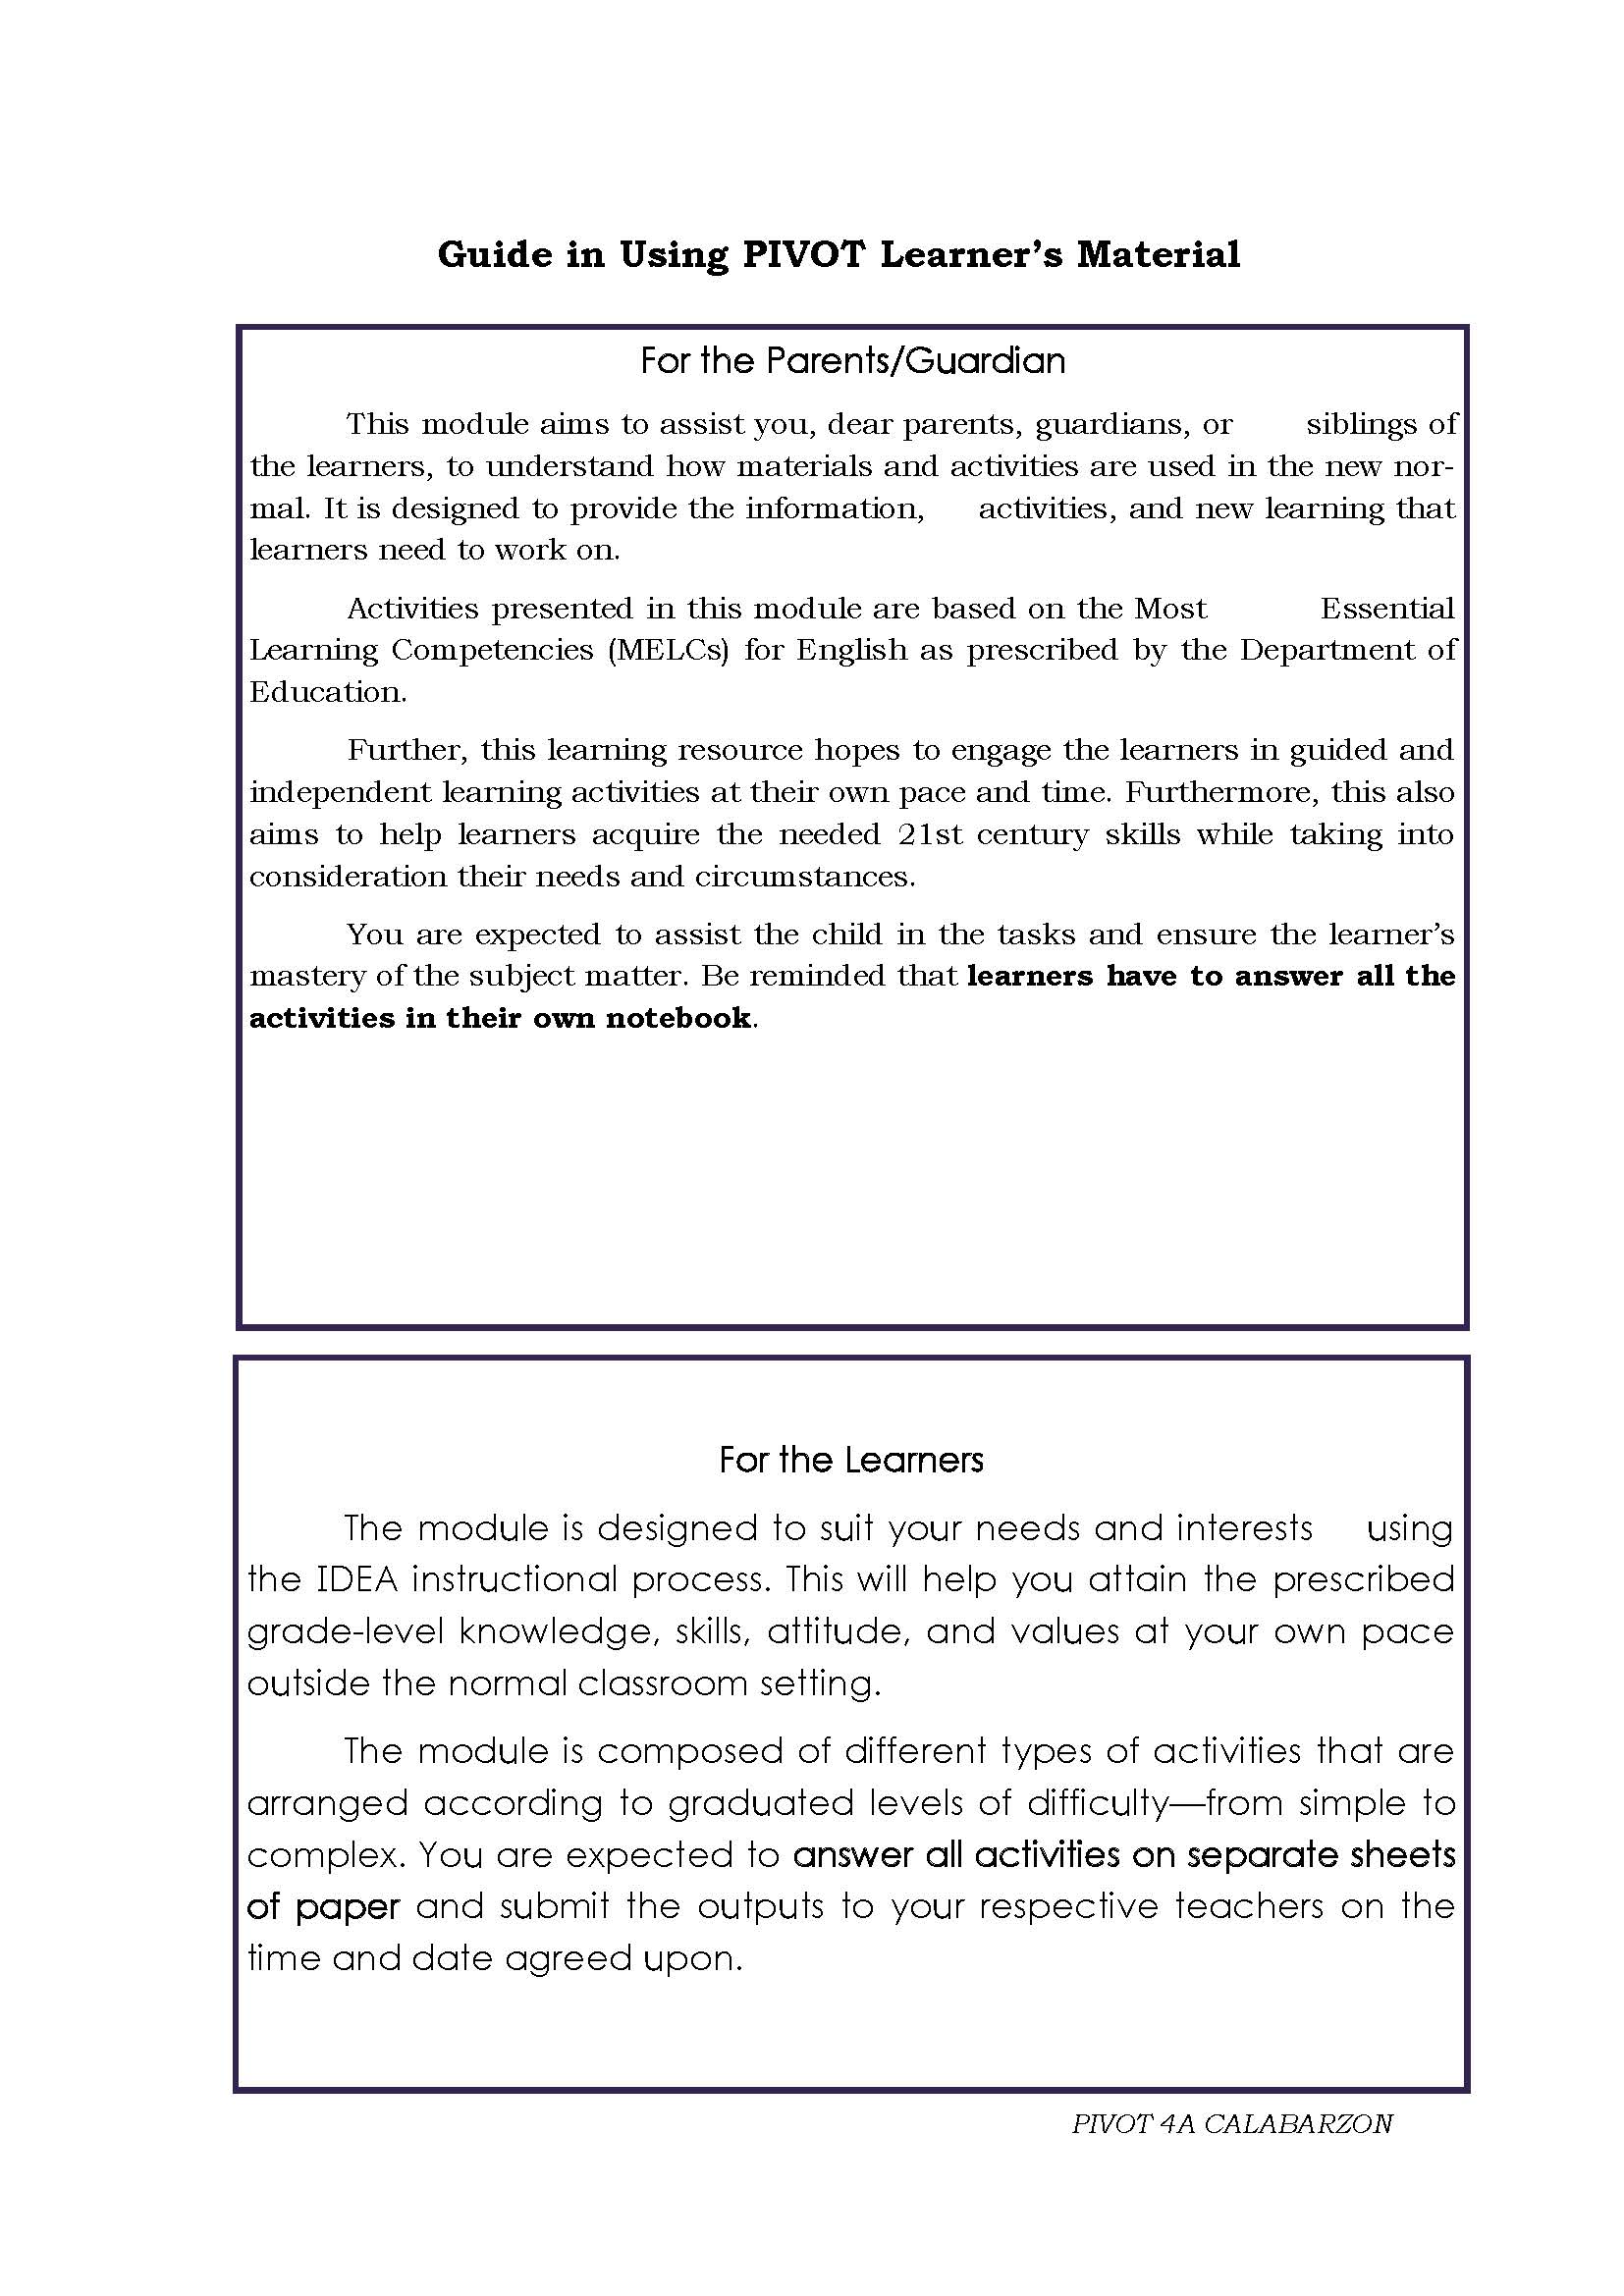 Guide in Using PIVOT Learner’s Material
For the Parents/Guardian
This module aims to assist you, dear parents, guardians, or siblings of
the learners, to understand how materials and activities are used in the new nor-
mal. It is designed to provide the information, activities, and new learning that
learners need to work on.
Activities presented in this module are based on the Most Essential
Learning Competencies (MELCs) for English as prescribed by the Department of
Education.
Further, this learning resource hopes to engage the learners in guided and
independent learning activities at their own pace and time. Furthermore, this also
aims to help learners acquire the needed 21st century skills while taking into
consideration their needs and circumstances.
You are expected to assist the child in the tasks and ensure the learner’s
mastery of the subject matter. Be reminded that learners have to answer all the
activities in their own notebook.
For the Learners
The module is designed to suit your needs and interests using
the IDEA instructional process. This will help you attain the prescribed
grade-level knowledge, skills, attitude, and values at your own pace
outside the normal classroom setting.
The module is composed of different types of activities that are
arranged according to graduated levels of difficulty—from simple to
complex. You are expected to answer all activities on separate sheets
of paper and submit the outputs to your respective teachers on the
time and date agreed upon.
PIVOT 4A CALABARZON